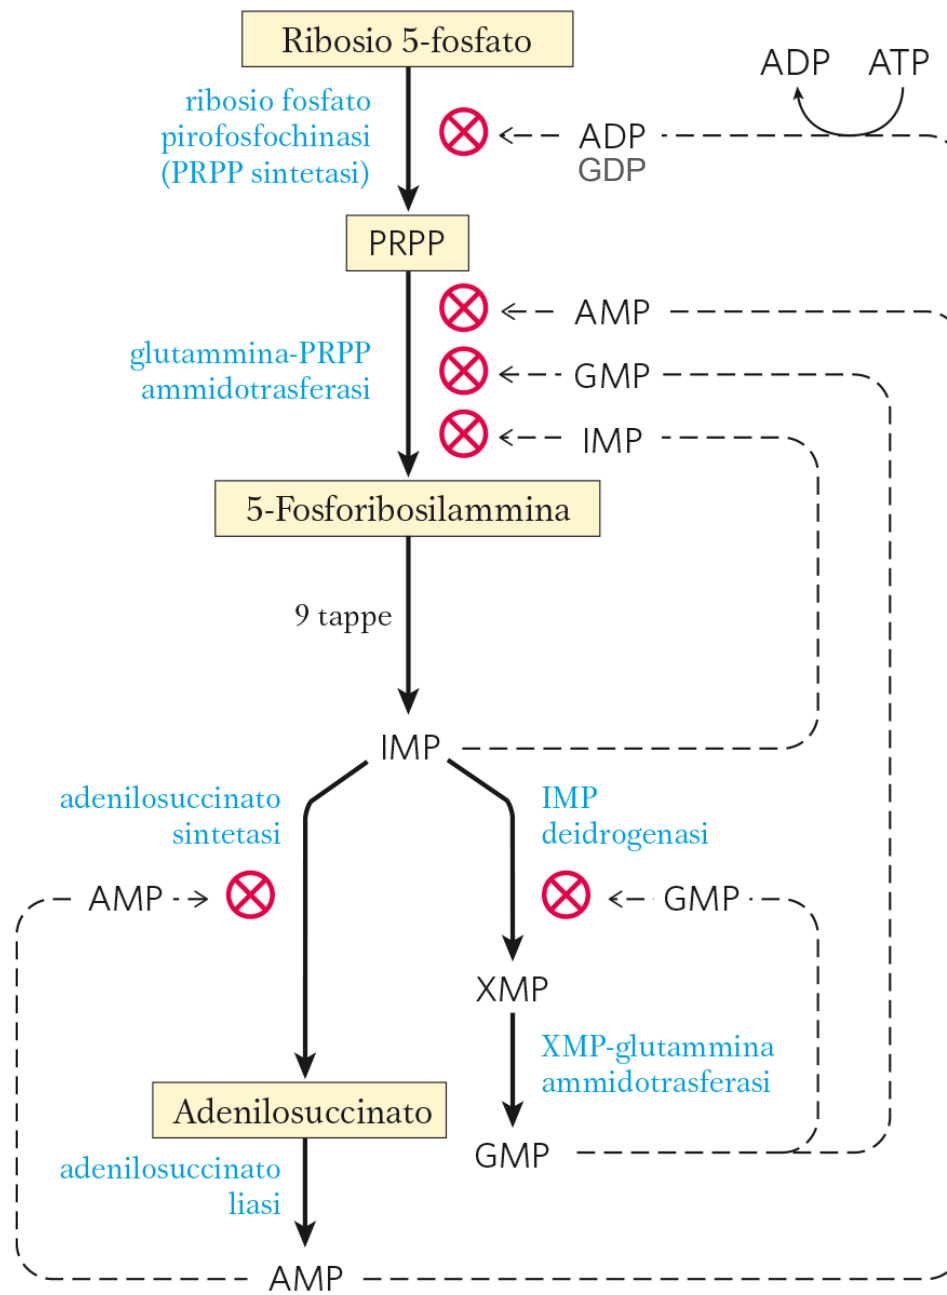 Ribosio 5-fosfato
ADP ATP
ribosio fosfato
pirofosfochinasi
(PRPP sintetasi)
ADP
GDP
PRPP
AMP
glutammina-PRPP
ammidotrasferasi
GMP
IMP
5-Fosforibosilammina
9 tappe
IMP
adenilosuccinato
sintetasi
IMP
deidrogenasi
AMP
GMP
XMP
XMP-glutammina
ammidotrasferasi
Adenilosuccinato
GMP
adenilosuccinato
liasi
AMP